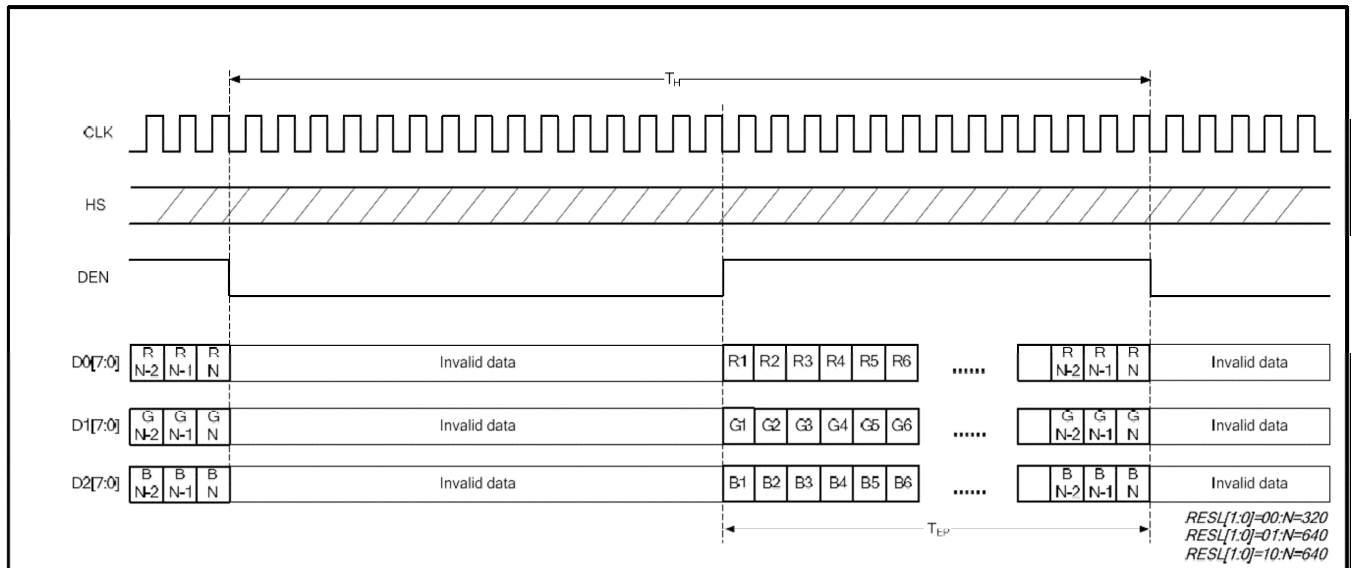 TH
CLK
HS
DEN
D0[7:0] R R R Invalid data R1 R2 R3 R4 R5 R6 ...... R R R Invalid data
N-2 N-1 N N-2 N-1 N
D1[7:0] G G G Invalid data G1 G2 G3 G4 G5 G6 ...... G G G Invalid data
N-2 N-1 N N-2 N-1 N
D2[7:0] B B B Invalid data B1 B2 B3 B4 B5 B6 ...... B B B Invalid data
N-2 N-1 N N-2 N-1 N
TEP
RESL[1:0]=00:N=320
RESL[1:0]=01:N=640
RESL[1:0]=10:N=640